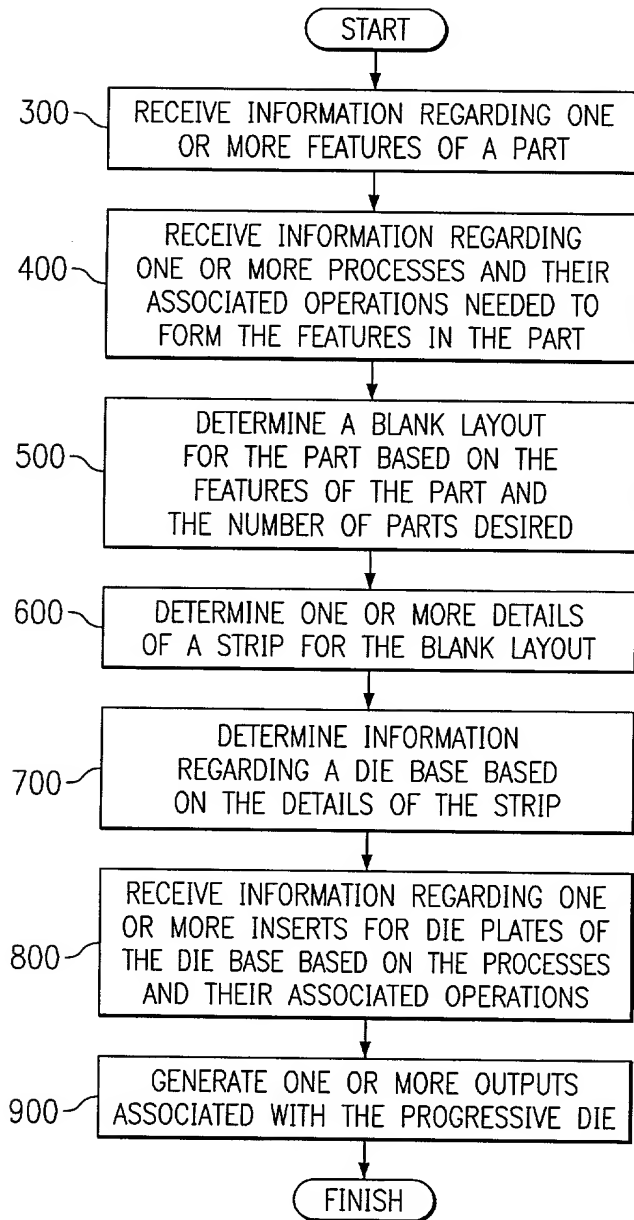 START
300
RECEIVE INFORMATION REGARDING ONE
OR MORE FEATURES OF A PART
400
RECEIVE INFORMATION REGARDING
ONE OR MORE PROCESSES AND THEIR
ASSOCIATED OPERATIONS NEEDED TO
FORM THE FEATURES IN THE PART
500
DETERMINE A BLANK LAYOUT
FOR THE PART BASED ON THE
FEATURES OF THE PART AND
THE NUMBER OF PARTS DESIRED
600
DETERMINE ONE OR MORE DETAILS
OF A STRIP FOR THE BLANK LAYOUT
700
DETERMINE INFORMATION
REGARDING A DIE BASE BASED
ON THE DETAILS OF THE STRIP
800
RECEIVE INFORMATION REGARDING ONE
OR MORE INSERTS FOR DIE PLATES OF
THE DIE BASE BASED ON THE PROCESSES
AND THEIR ASSOCIATED OPERATIONS
900
GENERATE ONE OR MORE OUTPUTS
ASSOCIATED WITH THE PROGRESSIVE DIE
FINISH